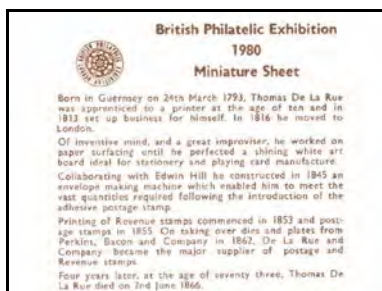 British Philatelic Exhibition
1980
Miniature Sheet
Born in Guernsey on 24th March 1793, Thomas De La Rue
was apprenticed to a printer at the age of ten and in
1813 set up business for himself. In 1816 he moved to
London.
Of inventive mind, and a great improviser, he worked on
paper surfacing until he perfected a shining white art
board ideal for stationery and playing card manufacture.
Collaborating with Edwin Hill he constructed in 1845 an
envelope making machine which enabled him to meet the
vast quantities required following the introduction of the
adhesive postage stamp.
Printing of Revenue stamps commenced in 1853 and post-
age stamps in 1855. On taking over dies and plates from
Perkins, Bacon and Company in 1862, De La Rue and
Company became the major supplier of postage and
Revenue stamps.
Four years later, at the age of seventy three, Thomas De
La Rue died on 2nd June 1866.